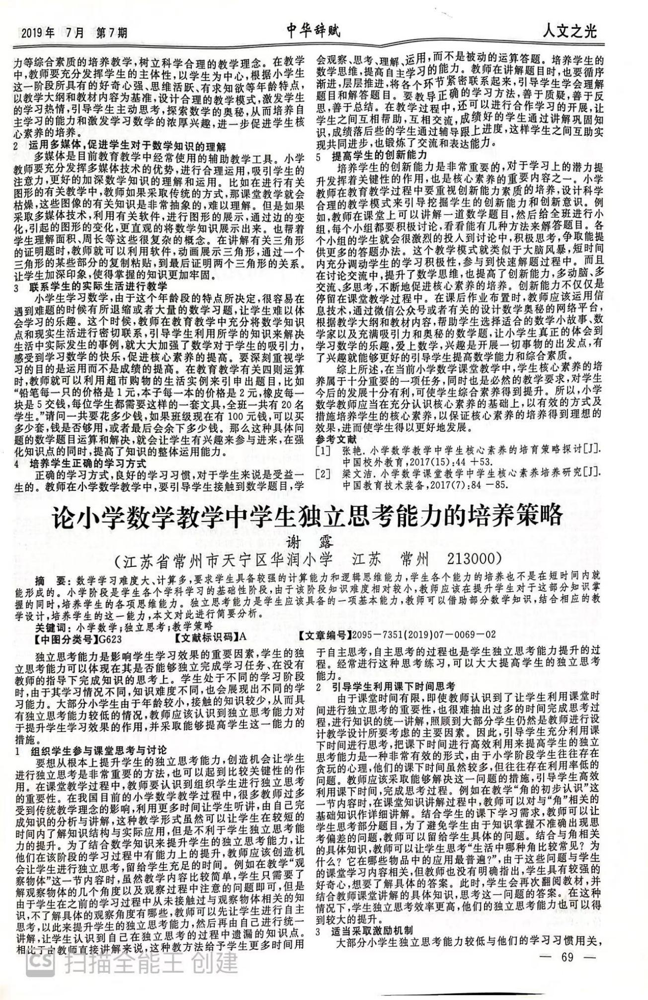 2019年　7月　第7期
中华辞赋
人文之光
力等综合素质的培养教学,树立科学合理的教学理念。在教学
中,教师要充分发挥学生的主体性,以学生为中心,根据小学生
这一阶段所具有的好奇心强、思维活跃、有求知欲等年龄特点,
以教学大纲和教材内容为基准,设计合理的教学模式,激发学生
的学习热情,引导学生主动思考,探索数学的奥秘,从而培养自
主学习的能力和激发学习数学的浓厚兴趣,进一步促进学生核
心素养的培养。
2　运用多媒体,促进学生对于数学知识的理解
多媒体是目前教育教学中经常使用的辅助教学工具。小学
教师要充分发挥多媒体技术的优势,进行合理运用,吸引学生的
注意力,更好的加深数学知识的理解和运用。比如在进行有关
图形的有关教学中,教师如果采取传统的方式,那课堂教学就会
枯燥,这些图像的有关知识是非常抽象的,难以理解。但是如果
采取多媒体技术,利用有关软件,进行图形的展示,通过边的变
化,引起的图形的变化,更直观的将数学知识展示出来。也帮着
学生理解面积、周长等这些很复杂的概念。在讲解有关三角形
的证明题时,教师就可以利用软件,动画展示三角形,通过一个
三角形的某些部分的复制粘贴,到最后证明两个三角形的关系。
让学生加深印象,使得掌握的知识更加牢固。
3　联系学生的实际生活进行教学
小学生学习数学,由于这个年龄段的特点所决定,很容易在
遇到难题的时候有所退缩或者大量的数学习题,让学生难以体
会学习的乐趣。这个时候,教师在教育教学中充分将数学知识
点和现实生活进行密切联系,引导学生利用所学的知识来解决
生活中实际发生的事例,就大大加强了数学对于学生的吸引力,
感受到学习数学的快乐,促进核心素养的提高。要深刻重视学
习的目的是运用而不是成绩的提高。在教育教学有关四则运算
时,教师就可以利用超市购物的生活实例来引申出题目,比如
“铅笔每一只的价格是1元,本子每一本的价格是2元,橡皮每一
块是5交钱,每位学生都需要这样的一套文具,全班一共有20名
学生。”请问一共要花多少钱,如果班级现在有100元钱,可以买
多少套,钱是否够用,或者最后会余下多少钱。那么这种具体问
题的数学题目运算和解决,就会让学生有兴趣来参与进来,在强
化知识点的同时,提高了知识的整体运用能力。
4　培养学生正确的学习方式
正确的学习方式,良好的学习习惯,对于学生来说是受益一
生的。教师在小学数学教学中,要引导学生接触到数学题目,学
会观察、思考、理解、运用,而不是被动的运算答题。培养学生的
数学思维,提高自主学习的能力。教师在讲解题目时,也要循序
渐进,层层推进,将各个环节紧密联系起来,引导学生学会理解
题目和解答题目。要教导正确的学习方法,善于质疑,善于反
思,善于总结。在教学过程中,还可以进行合作学习的开展,让
学生之间互相帮助,互相交流,成绩好的学生通过讲解巩固知
识,成绩落后些的学生通过辅导跟上进度,这样学生之间互助实
现共同进步,也锻炼了交流和表达能力。
5　提高学生的创新能力
培养学生的创新能力是非常重要的,对于学习上的潜力提
升发挥着关键性的作用,也是核心素养的重要内容之一。小学
教师在教育教学过程中要重视创新能力素质的培养,设计科学
合理的教学模式来引导挖掘学生的创新能力和创新意识。例
如,教师在课堂上可以讲解一道数学题目,然后给全班进行小
组,每个小组都要积极讨论,看看能有几种方法来解答题目。各
个小组的学生就会很激烈的投入到讨论中,积极思考,争取能提
供更多的答题办法。这个教学模式就类似于大脑风暴,短时间
内充分调动学生的学习积极性,参与到快速解题过程中。而且
在讨论交流中,提升了数学思维,也提高了创新能力,多动脑、多
交流、多思考,不断地促进核心素养的培养。创新能力不仅仅是
停留在课堂教学过程中。在课后作业布置时,教师应该运用信
息技术,通过微信公众号或者有关的设计数学奥秘的网络平台,
根据教学大纲和教材内容,帮助学生选择适合的数学小故事、数
学家以及充满吸引力和奥秘的数学题,让小学生真正的体会到
学习数学的乐趣,爱上数学,兴趣是开展一切事物的出发点,有
了兴趣就能够更好的引导学生提高数学能力和综合素质。
综上所述,在当前小学数学课堂教学中,学生核心素养的培
养属于十分重要的一项任务,同时也是必然的教学要求,对学生
今后的发展十分有利,可使学生综合素养得到提升。所以,小学
数学教师应当在充分认识核心素养的基础上,以有效的方式及
措施培养学生的核心素养,以保证核心素养的培养得到理想的
效果,进而使学生得以更好地发展。
参考文献
[1]　张艳.小学数学教学中学生核心素养的培育策略探讨[J].
中国校外教育,2017(15):44+53.
[2]　梁文洁.小学数学课堂教学中学生核心素养培养研究[J].
中国教育技术装备,2017(7):84-85.
论小学数学教学中学生独立思考能力的培养策略
谢　露
(江苏省常州市天宁区华润小学　江苏　常州　213000)
摘　要:数学学习难度大、计算多,要求学生具备较强的计算能力和逻辑思维能力,学生各个能力的培养也不是在短时间内就
能形成的。小学阶段是学生各个学科学习的基础性阶段,由于该阶段知识难度相对较小,教师应该在提升学生对于这部分知识掌
握的同时,培养学生的各项思维能力。独立思考能力是学生应该具备的一项基本能力,教师可以借助部分数学知识,结合相应的教
学设计,培养学生的这一能力,本文对此进行简要分析。
关键词:小学数学;独立思考;教学策略
【中图分类号】G623　【文献标识码】A　【文章编号】2095-7351(2019)07-0069-02
独立思考能力是影响学生学习效果的重要因素,学生的独
立思考能力可以体现在其是否能够独立完成学习任务、在没有
教师的指导下完成知识的思考上。学生处于不同的学习阶段
时,由于其学习情况不同,知识难度不同,也会展现出不同的学
习能力。大部分小学生由于年龄较小,接触的知识较少,从而具
有独立思考能力较低的情况,教师应该认识到独立思考能力对
于提升学生学习效果的作用,并采取能够提高学生这一能力的
措施。
1　组织学生参与课堂思考与讨论
要想从根本上提升学生的独立思考能力,创造机会让学生
进行独立思考是非常重要的方法,也可以起到比较关键性的作
用。在课堂教学过程中,教师要认识到组织学生进行独立思考
的重要性。在我国目前的小学数学教学过程中,很多教师过多
受到传统教学理念的影响,利用更多时间让学生听讲,由自己完
成知识的分析与讲解,这种教学形式虽然可以让学生在较短的
时间内了解知识结构与实际应用,但是不利于学生独立思考能
力的提升。为了结合数学知识来提升学生的独立思考能力,让
他们在该阶段的学习过程中有能力上的提升,教师应该创造机
会让学生进行独立思考,留给学生充足的时间。例如在教学“观
察物体”这一节内容时,虽然教学内容比较简单,学生只需要了
解观察物体的几个角度以及观察过程中注意的问题即可,但是
由于学生在之前的学习过程中从未接触过与观察物体相关的知
识,不了解具体的观察角度有哪些,教师可以先让学生进行自主
思考,以此来提升学生的独立思考能力,然后再由自己进行统一
讲解,让学生认识到自己在独立思考的过程中遗漏的知识点。
相比于由教师直接讲解来说,这种教方法给予学生更多时间用
于自主思考,自主思考的过程也是学生独立思考能力提升的过
程。经常进行这种思考练习,可以大大提高学生的独立思考
能力。
2　引导学生利用课下时间思考
由于课堂时间有限,即使教师认识到了让学生利用课堂时
间进行独立思考的重要性,也很难抽出过多的时间完成思考过
程,进行知识的统一讲解,照顾到大部分学生仍然是教师进行设
计教学设计所要考虑的主要因素。因此,引导学生充分利用课
下时间进行思考,把课下时间进行高效利用来提高学生的独立
思考能力是一种非常有效的形式,由于小学阶段学生往往存在
贪玩的心理,他们的课下时间虽然较多,但往往存在利用率低的
问题。教师应该采取能够解决这一问题的措施,引导学生高效
利用课下时间,完成思考过程。例如在教学“角的初步认识”这
一节内容时,在课堂知识讲解过程中,教师可以对与“角”相关的
基础知识作详细讲解。结合学生的课下学习需求,教师可以让
学生思考部分题目,为了避免学生由于知识掌握不准确出现思
考偏差的问题,教师可以留给学生具体的问题。结合与角相关
的具体知识,教师可以让学生思考“生活中哪种角比较常见?为
什么?它在哪些物品中的应用最普遍?”,由于这些问题与学生
的课堂学习内容相关,但教师也没有明确指出,学生具有较强的
好奇心,想要了解具体的答案。此时,学生会再次翻阅教材,并
结合教师课堂讲解的具体知识,思考这一问题的答案。在这种
情况下,学生独立思考效率更高,他们的独立思考能力也可以得
到较大的提升。
3　适当采取激励机制
大部分小学生独立思考能力较低与他们的学习习惯用关,
— 69 —
CS 扫描全能王 创建